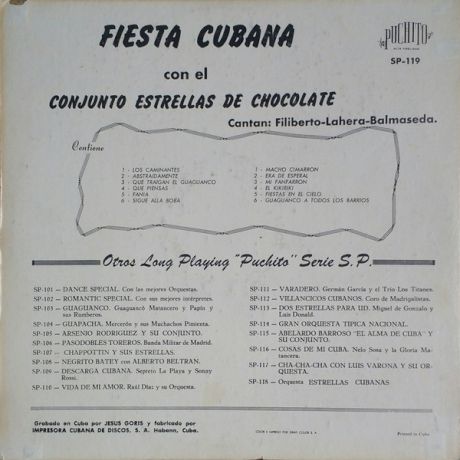 FIESTA CUBANA
con el
CONJUNTO ESTRELLAS DE CHOCOLATE
Cantan: Filiberto-Lahera-Balmaseda.
PUCHITO
ALTA FIDELIDAD
SP-119
Contiene
1 - LOS CAMINANTES
2 - ABSTRAIDAMENTE
3 - QUE TRAIGAN EL GUAGUANCO
4 - QUE PIENSAS
5 - FANIA
6 - SIGUE ALLA BOBA
1 - MACHO CIMARRON
2 - ERA DE ESPERAL
3 - MI FANFARRON
4 - EL KIKIRIKI
5 - FIESTAS EN EL CIELO
6 - GUAGUANCO A TODOS LOS BARRIOS
Otros Long Playing "Puchito" Serie S.P.
SP-101 — DANCE SPECIAL. Con las mejores Orquestas.
SP-102 — ROMANTIC SPECIAL. Con sus mejores intérpretes.
SP-103 — GUAGUANCO. Guaguancó Matancero y Papin y
sus Rumberos.
SP-104 — GUAPACHA. Mercerón y sus Muchachos Pimienta.
SP-105 — ARSENIO RODRIGUEZ Y SU CONJUNTO.
SP-106 — PASODOBLES TOREROS. Banda Militar de Madrid.
SP-107 — CHAPPOTTIN Y SUS ESTRELLAS.
SP-108 — NEGRITO BATEY con ALBERTO BELTRAN.
SP-109 — DESCARGA CUBANA. Septeto La Playa y Sonny
Rossi.
SP-110 — VIDA DE MI AMOR. Raúl Díaz y su Orquesta.
SP-111 — VARADERO. Germán García y el Trio Los Titanes.
SP-112 — VILLANCICOS CUBANOS. Coro de Madrigalistas.
SP-113 — DOS ESTRELLAS PARA UD. Miguel de Gonzalo y
Luis Donald.
SP-114 — GRAN ORQUESTA TIPICA NACIONAL.
SP-115 — ABELARDO BARROSO "EL ALMA DE CUBA" Y
SU CONJUNTO.
SP-116 — COSAS DE MI CUBA. Nelo Sosa y la Gloria Ma-
tancera.
SP-117 — CHA-CHA-CHA CON LUIS VARONA Y SU OR-
QUESTA.
SP-118 — Orquesta ESTRELLAS CUBANAS
Grabado en Cuba por JESUS GORIS y fabricado por
IMPRESORA CUBANA DE DISCOS, S. A. Habana, Cuba.
Printed in Cuba